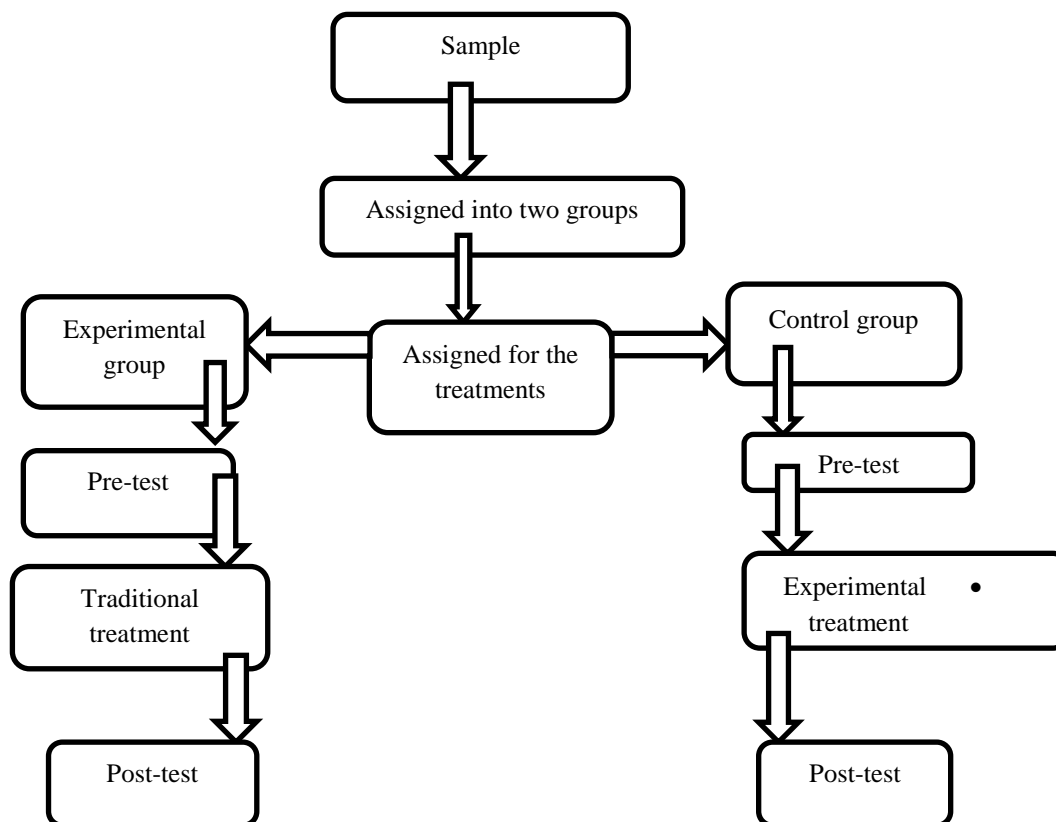 Sample
Assigned into two groups
Experimental
group
Assigned for the
treatments
Control group
Pre-test
Pre-test
Traditional
treatment
Experimental •
treatment
Post-test
Post-test